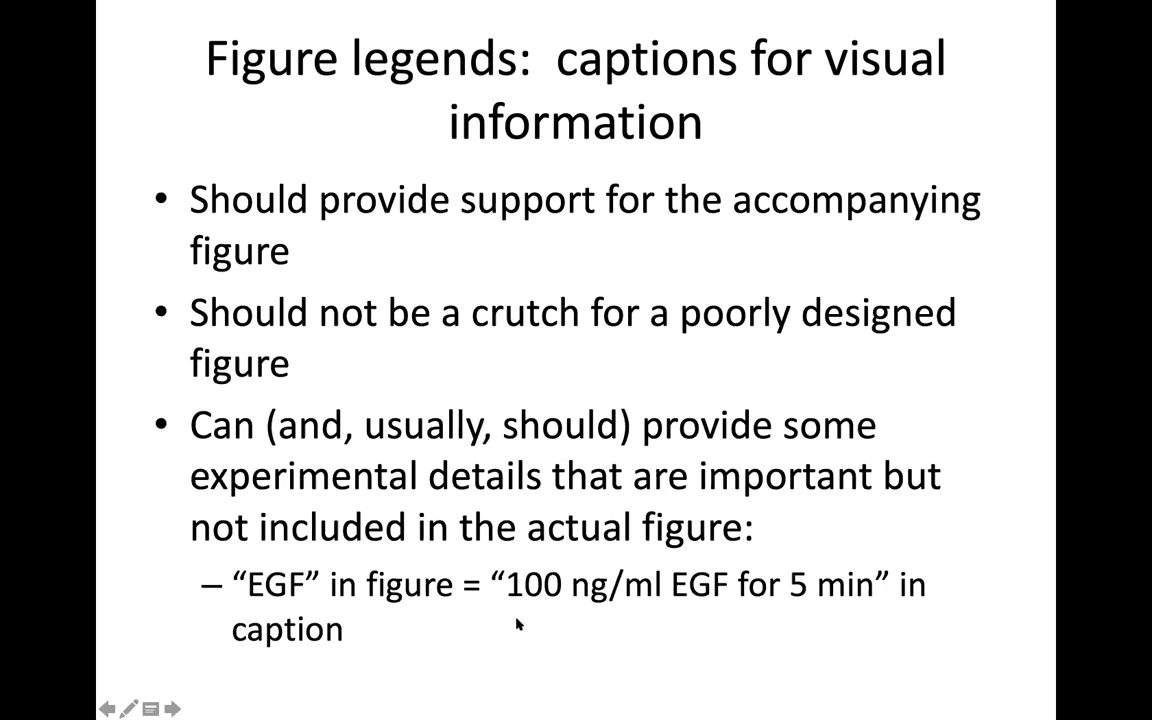 Figure legends: captions for visual
information
• Should provide support for the accompanying
figure
• Should not be a crutch for a poorly designed
figure
• Can (and, usually, should) provide some
experimental details that are important but
not included in the actual figure:
– “EGF” in figure = “100 ng/ml EGF for 5 min” in
caption